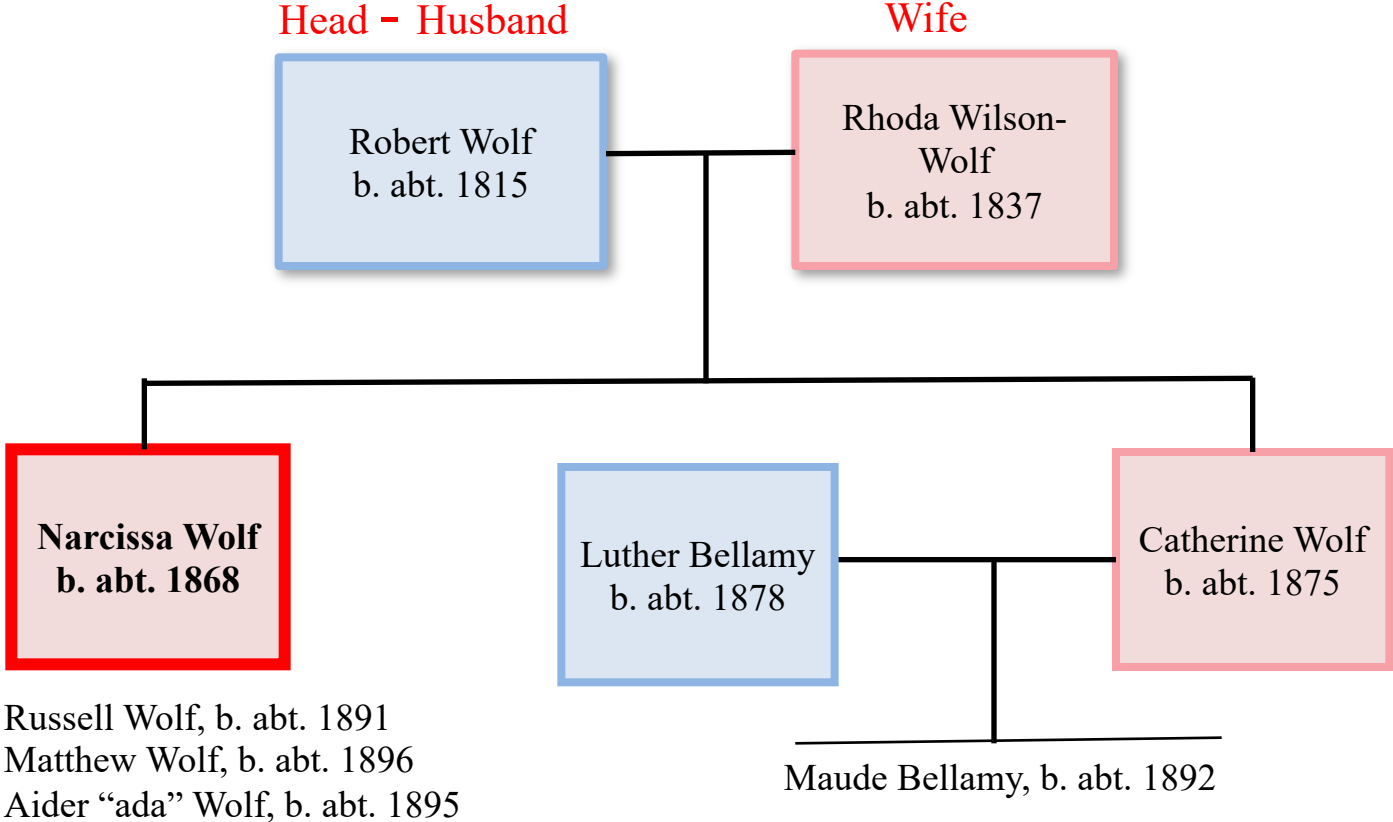 Head - Husband
Wife
Robert Wolf
b. abt. 1815
Rhoda Wilson-
Wolf
b. abt. 1837
Narcissa Wolf
b. abt. 1868
Luther Bellamy
b. abt. 1878
Catherine Wolf
b. abt. 1875
Russell Wolf, b. abt. 1891
Matthew Wolf, b. abt. 1896
Aider “ada” Wolf, b. abt. 1895
Maude Bellamy, b. abt. 1892